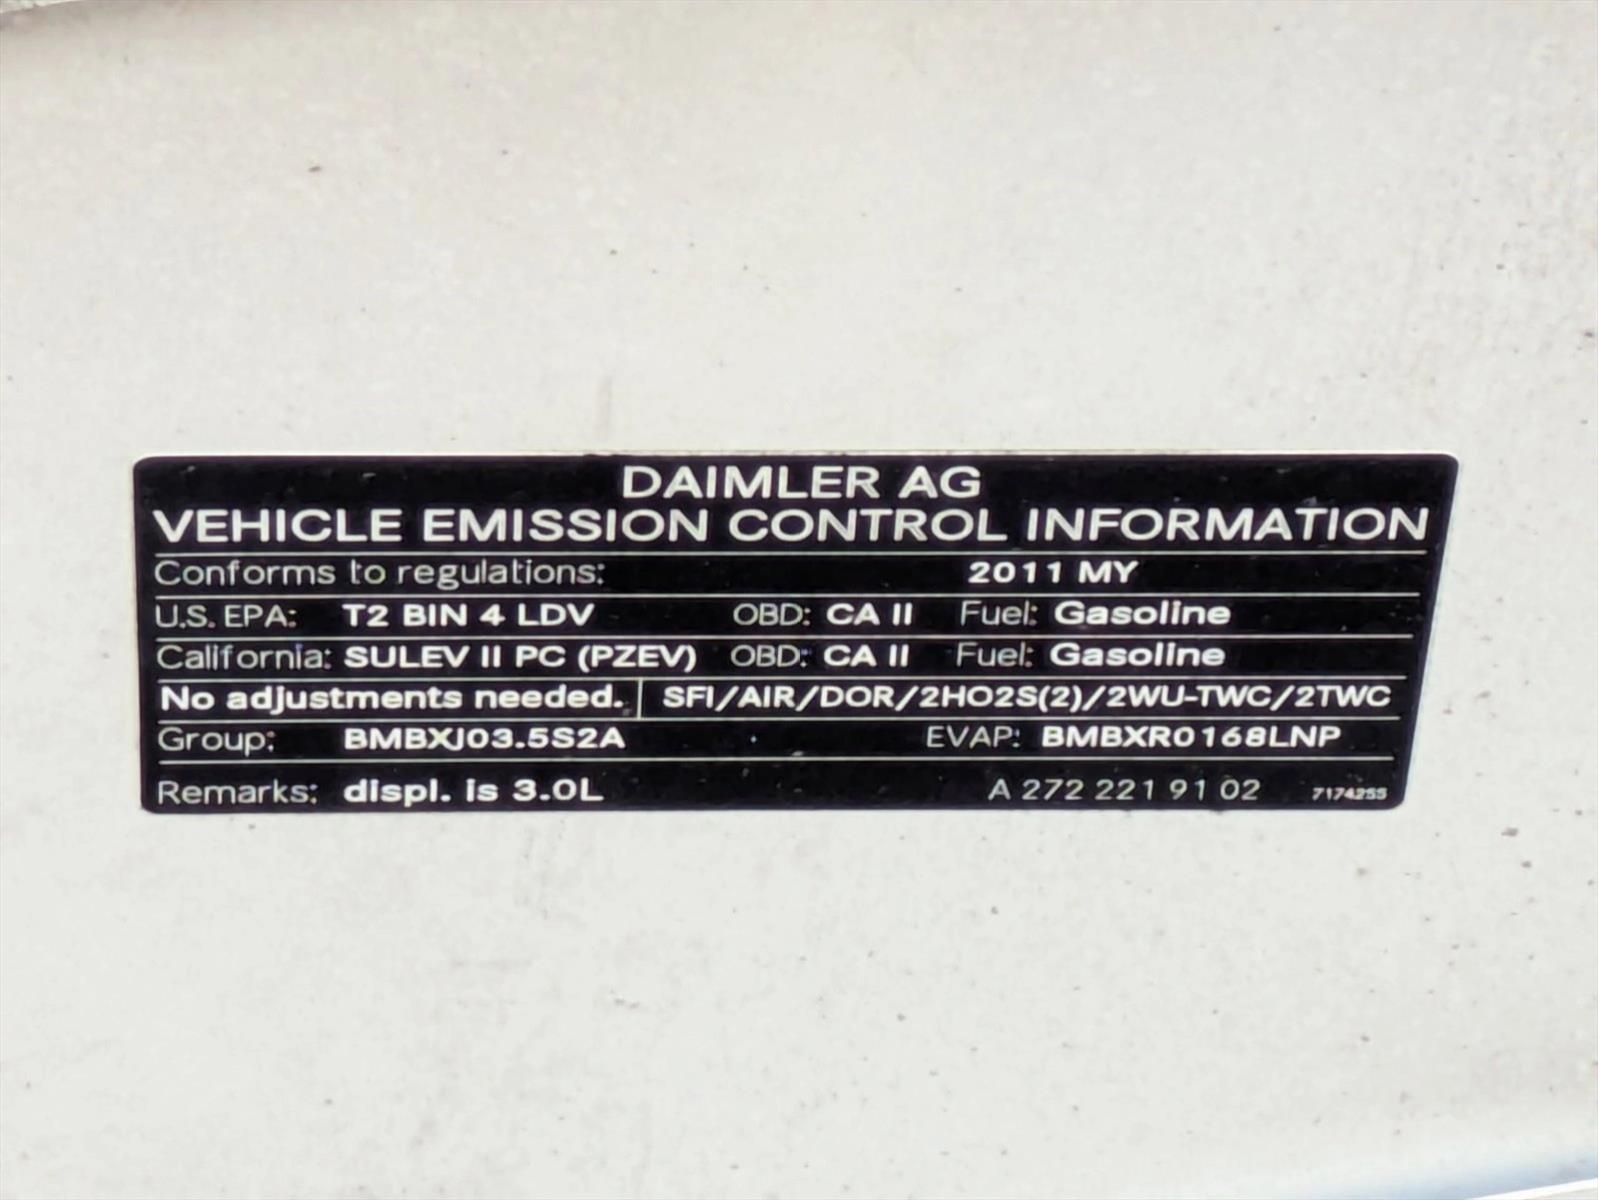 DAIMLER AG
VEHICLE EMISSION CONTROL INFORMATION
Conforms to regulations: 2011 MY
U.S. EPA: T2 BIN 4 LDV OBD: CA II Fuel: Gasoline
California: SULEV II PC (PZEV) OBD: CA II Fuel: Gasoline
No adjustments needed. SFI/AIR/DOR/2HO2S(2)/2WU-TWC/2TWC
Group: BMBXJ03.5S2A EVAP: BMBXR0168LNP
Remarks: displ. is 3.0L A 272 221 91 02 7174255